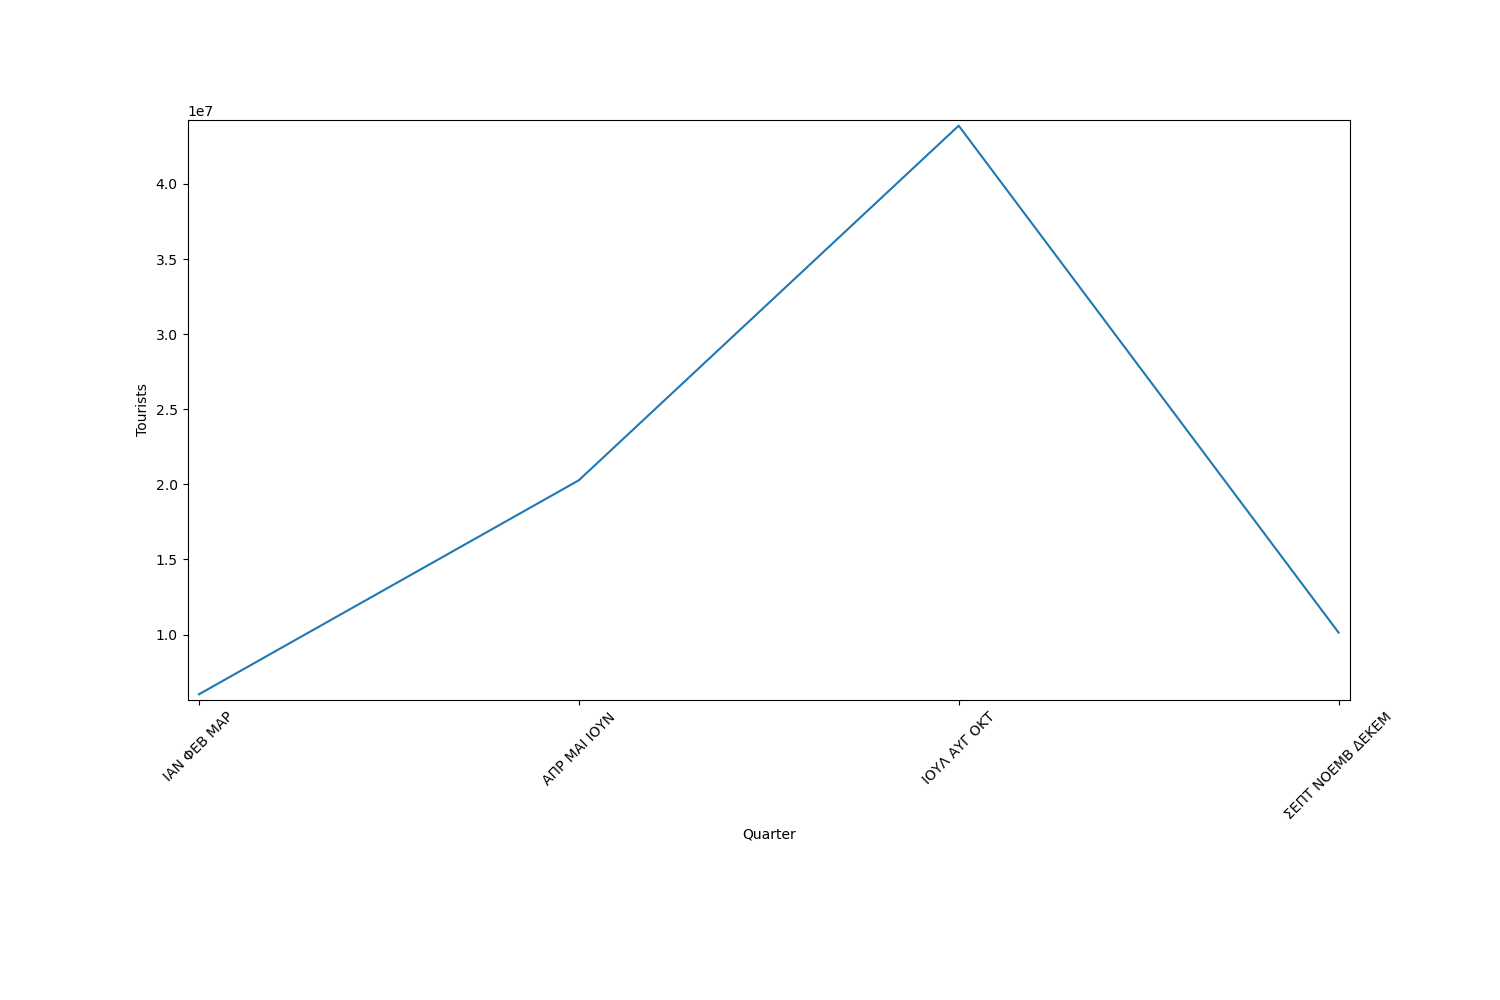 1e7
4.0
3.5
3.0
2.5
2.0
1.5
1.0
Tourists
ΙΑΝ ΦΕΒ ΜΑΡ
ΑΠΡ ΜΑΙ ΙΟΥΝ
ΙΟΥΛ ΑΥΓ ΟΚΤ
ΣΕΠΤ ΝΟΕΜΒ ΔΕΚΕΜ
Quarter